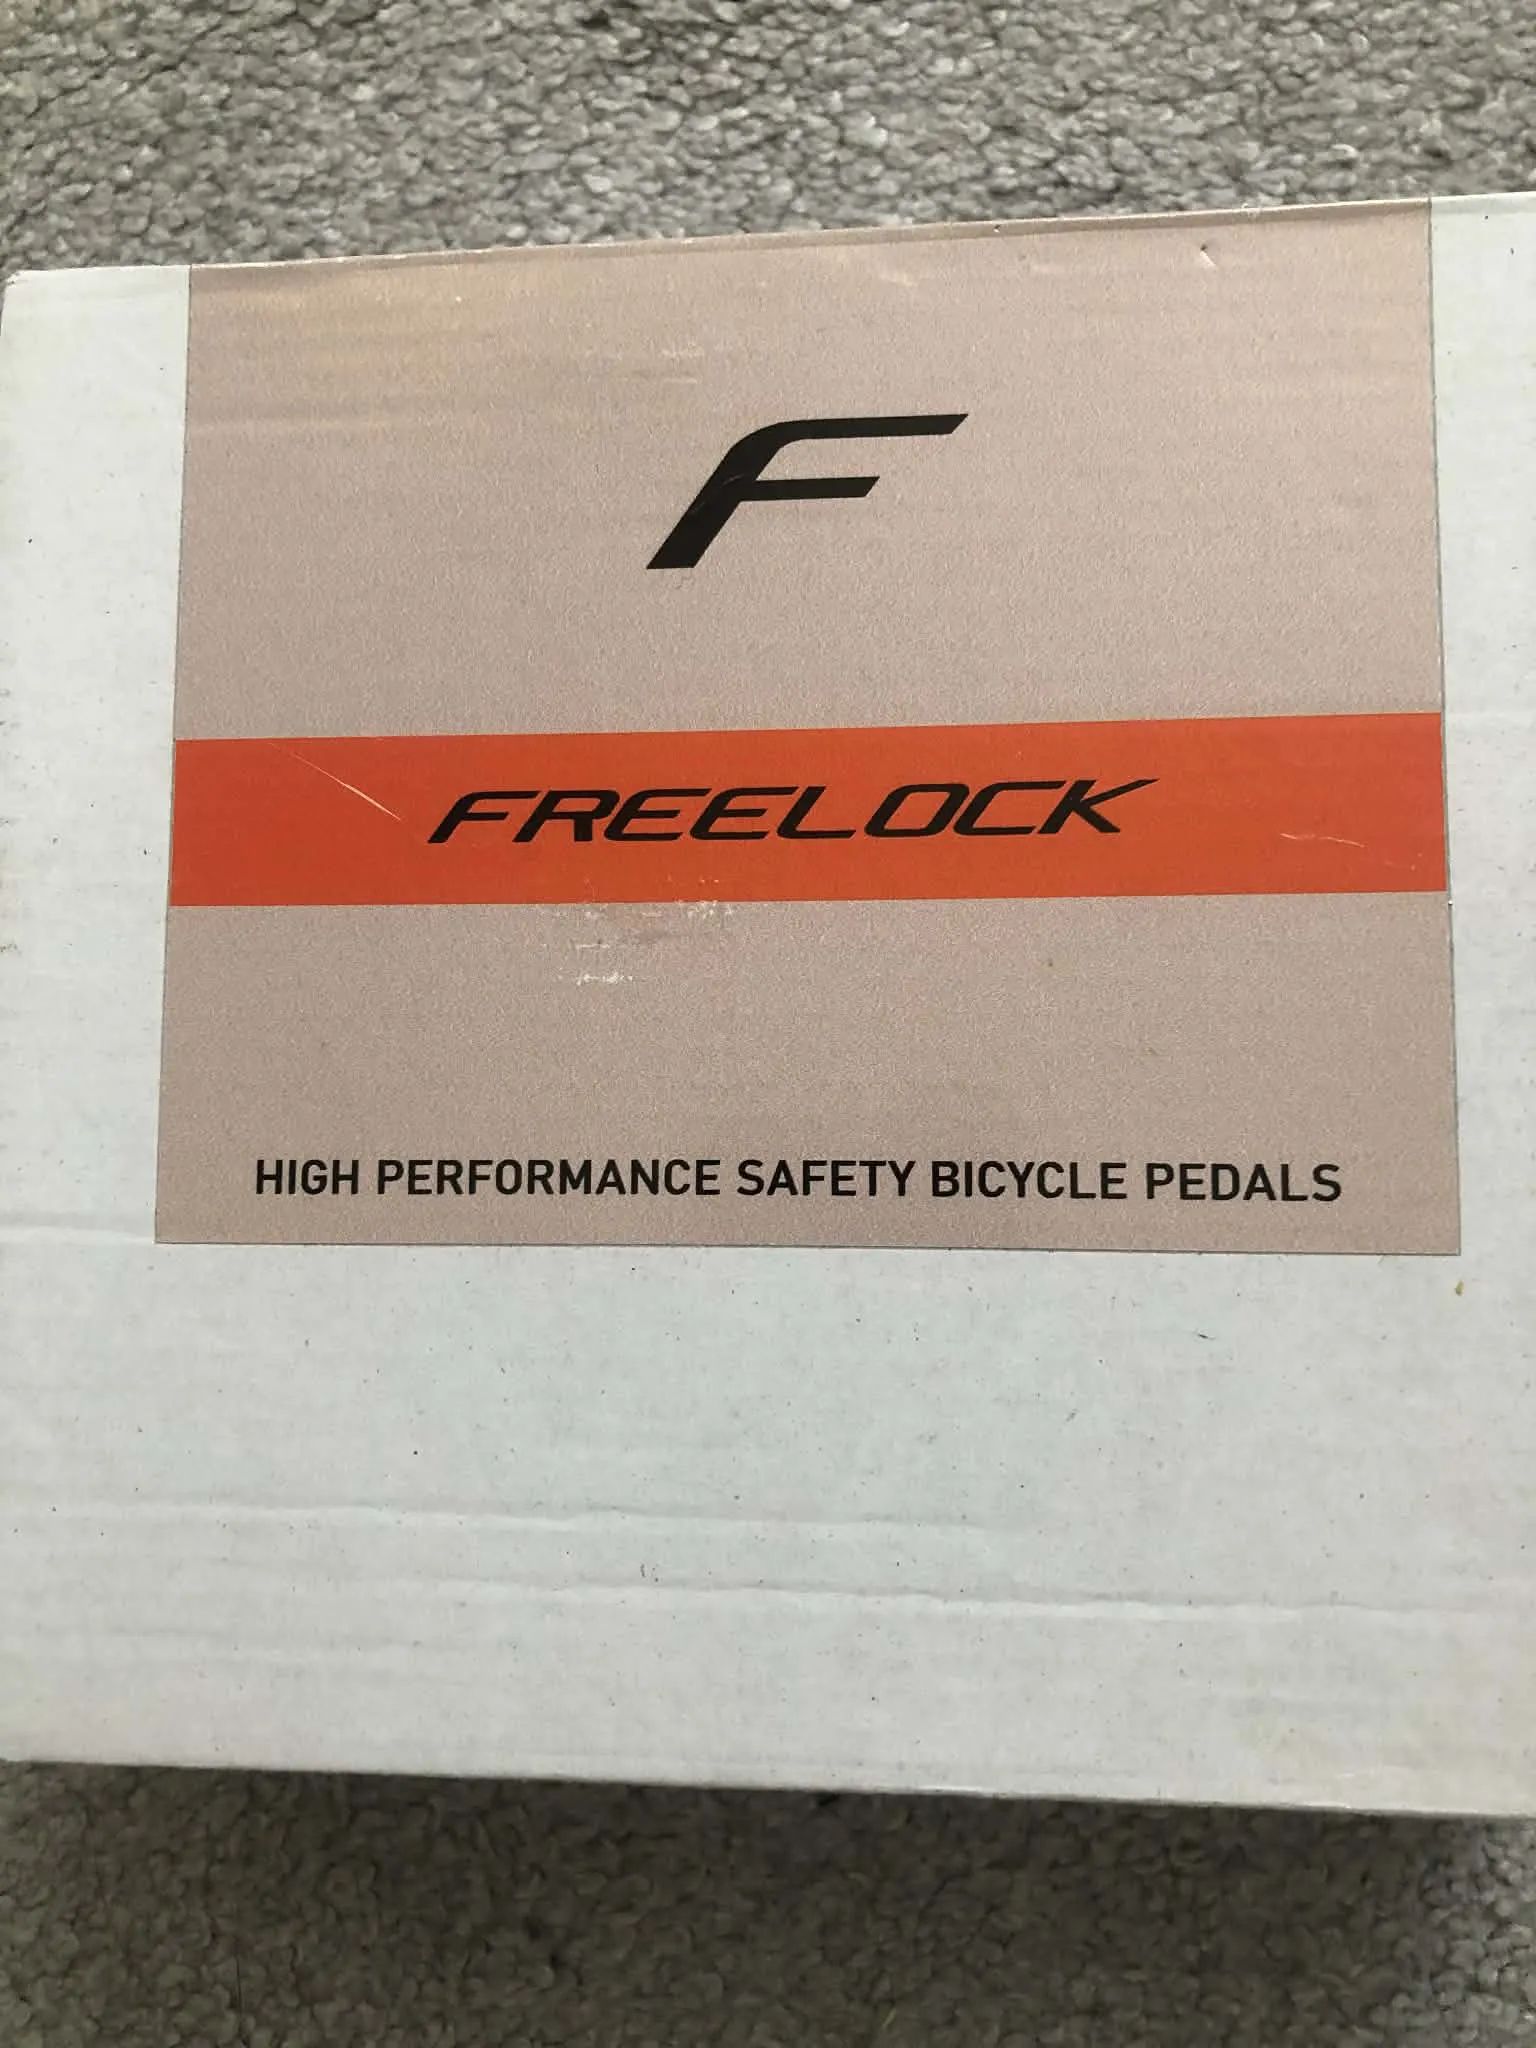 F
FREELOCK
HIGH PERFORMANCE SAFETY BICYCLE PEDALS